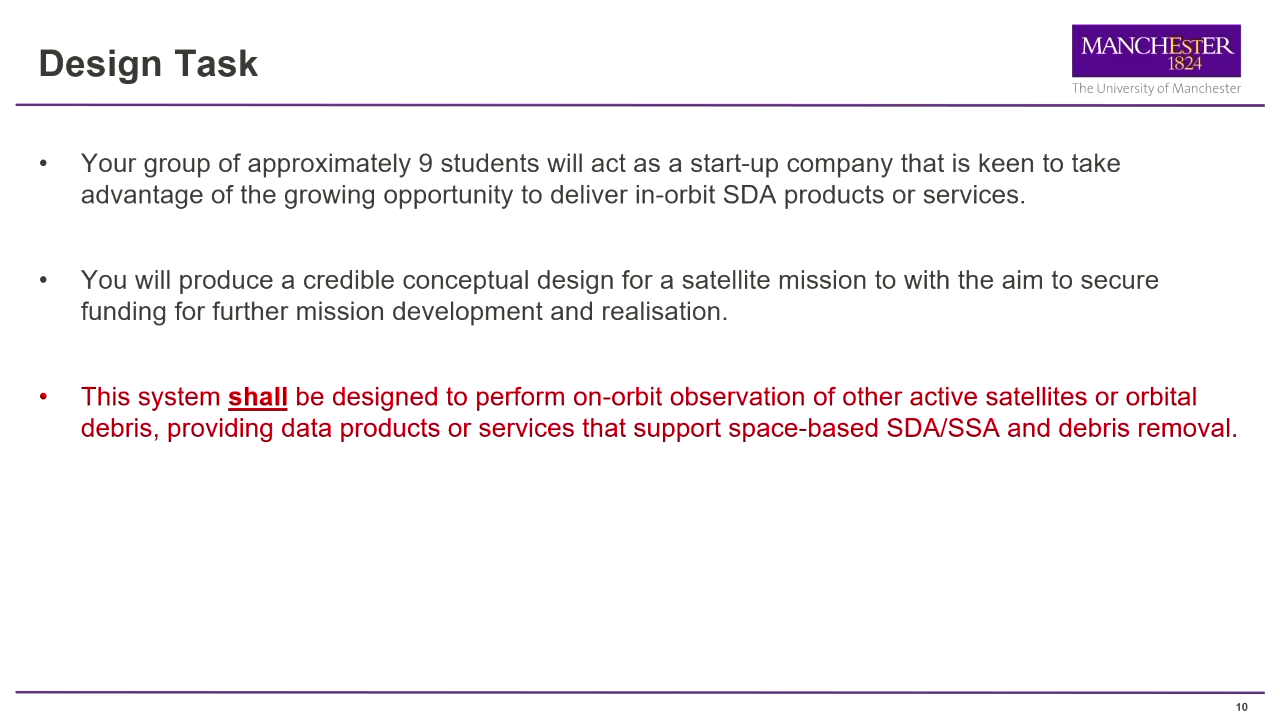 Design Task
MANCHESTER
1824
The University of Manchester
• Your group of approximately 9 students will act as a start-up company that is keen to take
advantage of the growing opportunity to deliver in-orbit SDA products or services.
• You will produce a credible conceptual design for a satellite mission to with the aim to secure
funding for further mission development and realisation.
• This system shall be designed to perform on-orbit observation of other active satellites or orbital
debris, providing data products or services that support space-based SDA/SSA and debris removal.
10